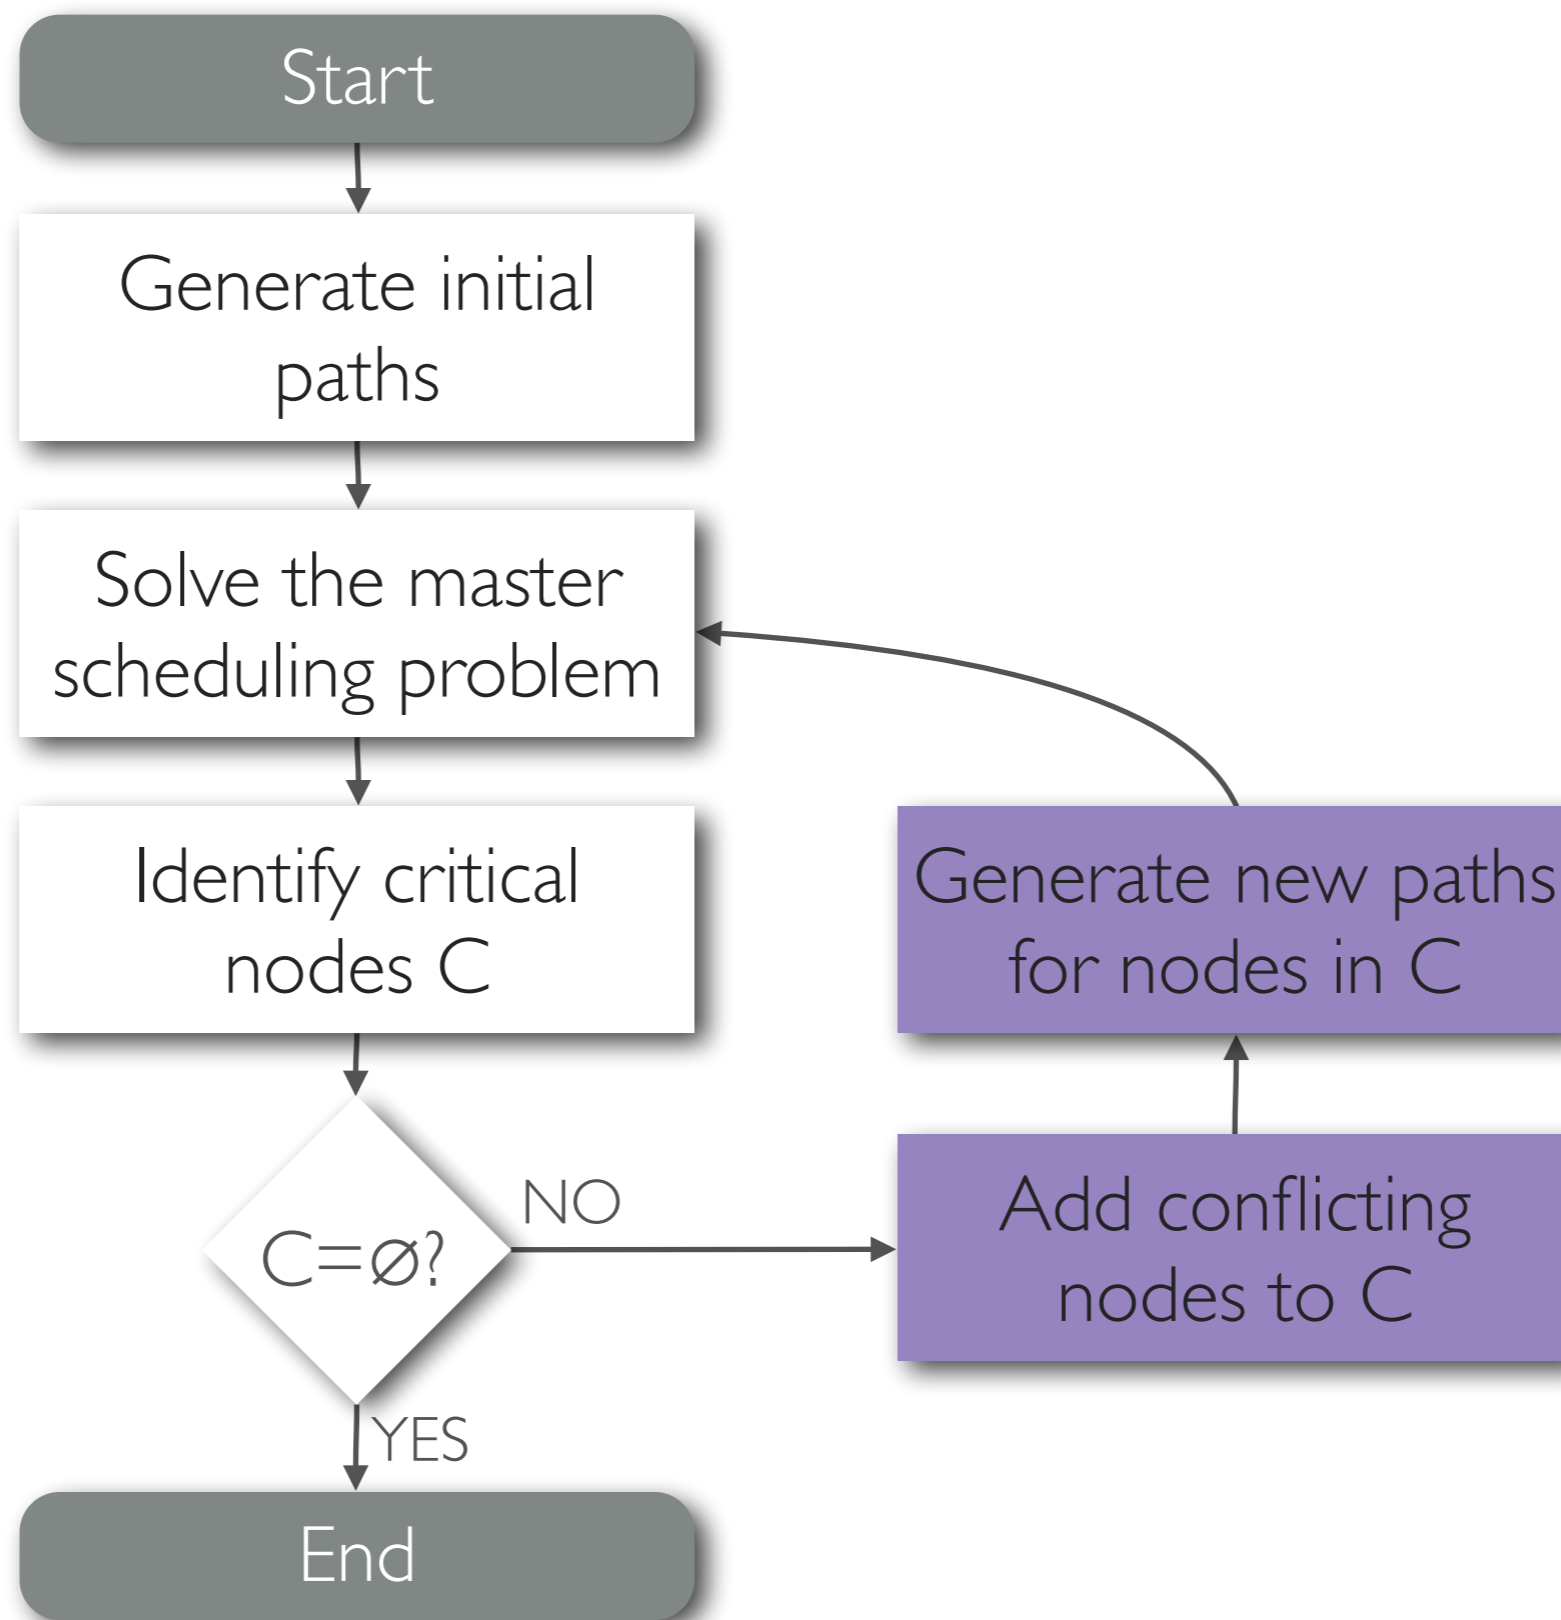 Start
Generate initial
paths
Solve the master
scheduling problem
Identify critical
nodes C
Generate new paths
for nodes in C
C=∅?
NO
Add conflicting
nodes to C
YES
End